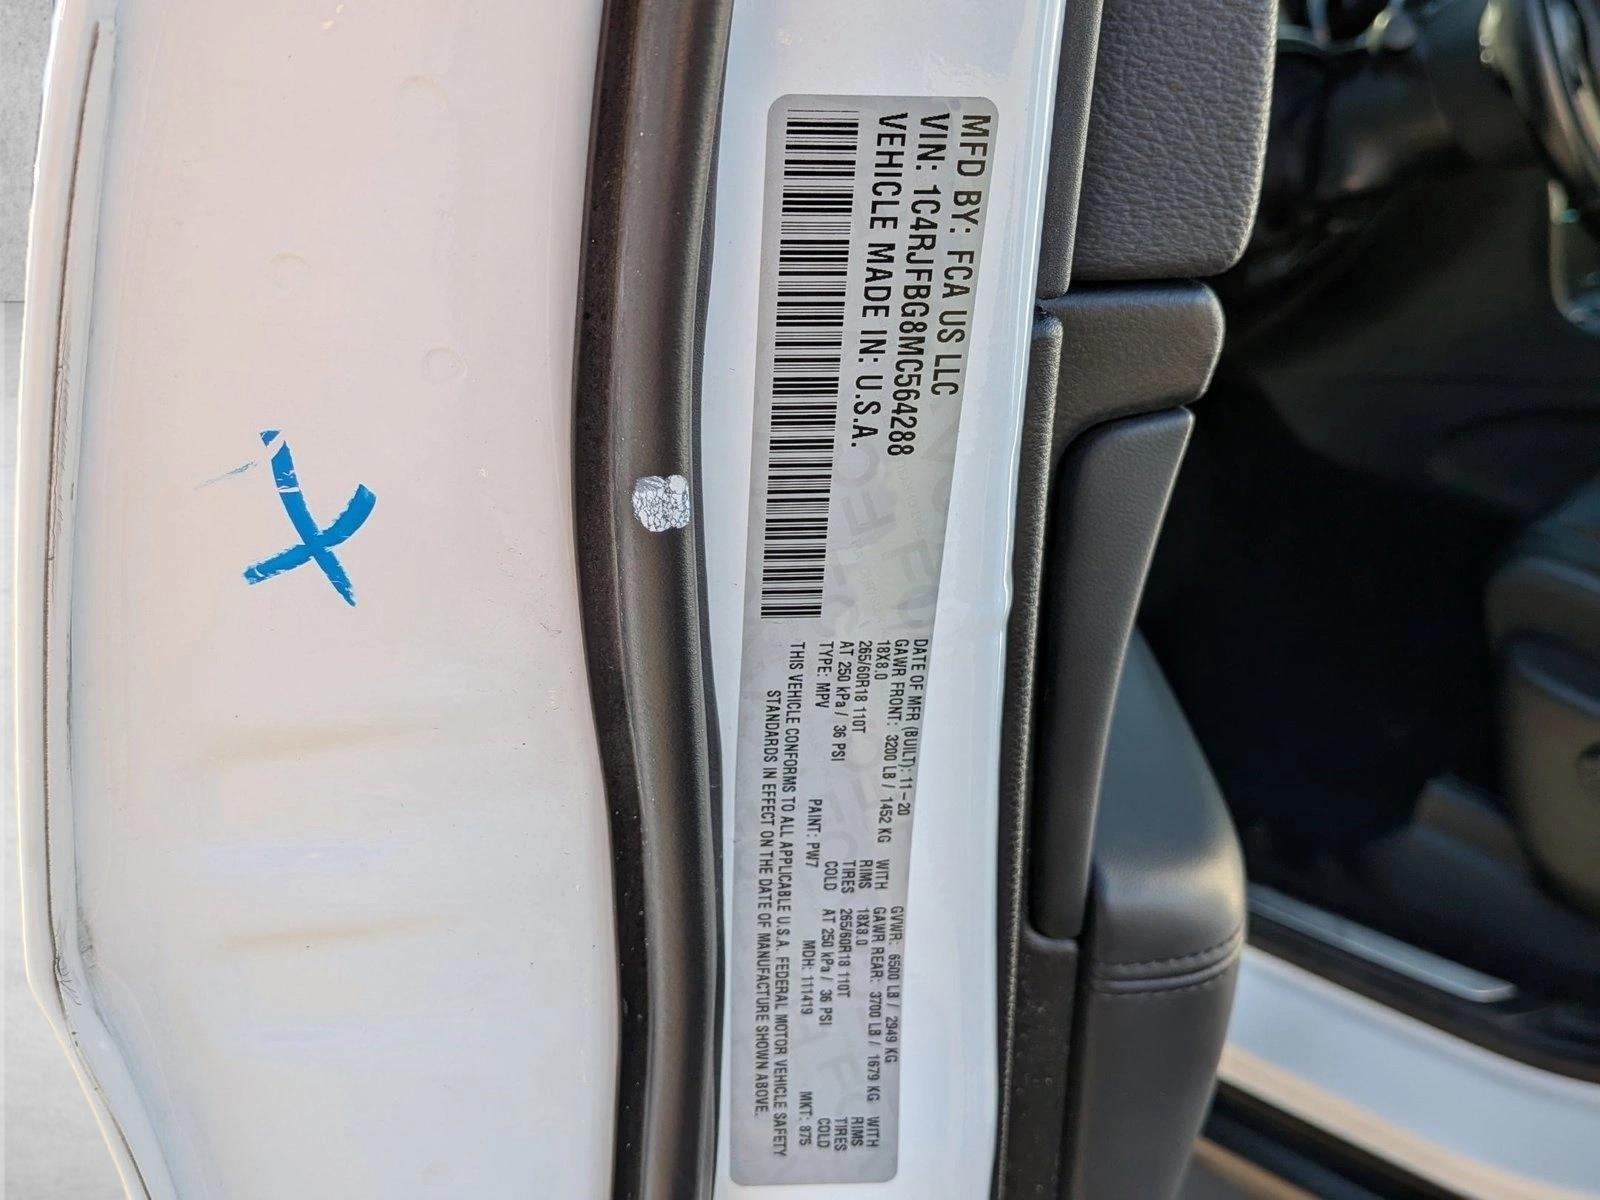 MFD BY: FCA US LLC
VIN: 1C4RJFBG8MC564288
VEHICLE MADE IN: U.S.A.
DATE OF MFR (BUILT): 11-20 GVWR: 6500 LB / 2949 KG
GAWR FRONT: 3200 LB / 1452 KG WITH GAWR REAR: 3700 LB / 1679 KG WITH
18X8.0 RIMS 18X8.0 RIMS
265/60R18 110T TIRES 265/60R18 110T TIRES
AT 250 kPa / 36 PSI COLD AT 250 kPa / 36 PSI COLD
TYPE: MPV PAINT: PW7 MDH: 111419 MKT: 875
THIS VEHICLE CONFORMS TO ALL APPLICABLE U.S.A. FEDERAL MOTOR VEHICLE SAFETY
STANDARDS IN EFFECT ON THE DATE OF MANUFACTURE SHOWN ABOVE.